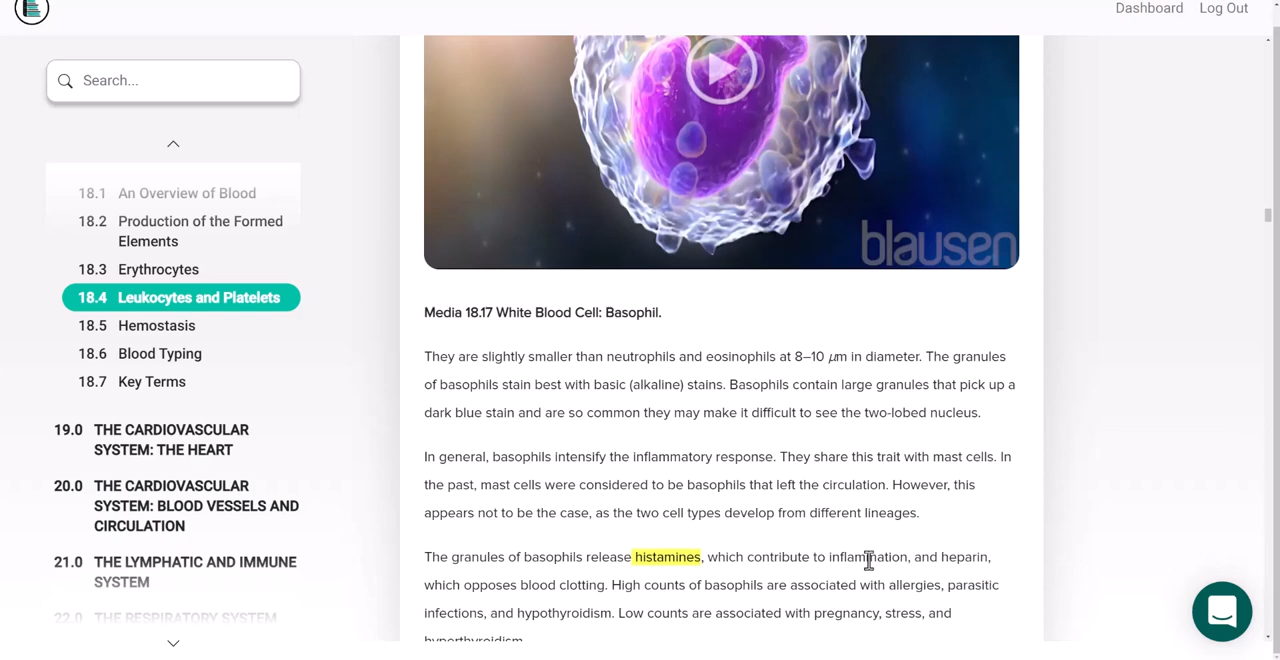 Dashboard Log Out
Search...
18.1 An Overview of Blood
18.2 Production of the Formed
Elements
18.3 Erythrocytes
18.4 Leukocytes and Platelets
18.5 Hemostasis
18.6 Blood Typing
18.7 Key Terms
19.0 THE CARDIOVASCULAR
SYSTEM: THE HEART
20.0 THE CARDIOVASCULAR
SYSTEM: BLOOD VESSELS AND
CIRCULATION
21.0 THE LYMPHATIC AND IMMUNE
SYSTEM
22.0 THE RESPIRATORY SYSTEM
blausen
Media 18.17 White Blood Cell: Basophil.
They are slightly smaller than neutrophils and eosinophils at 8–10 μm in diameter. The granules
of basophils stain best with basic (alkaline) stains. Basophils contain large granules that pick up a
dark blue stain and are so common they may make it difficult to see the two-lobed nucleus.
In general, basophils intensify the inflammatory response. They share this trait with mast cells. In
the past, mast cells were considered to be basophils that left the circulation. However, this
appears not to be the case, as the two cell types develop from different lineages.
The granules of basophils release histamines, which contribute to inflammation, and heparin,
which opposes blood clotting. High counts of basophils are associated with allergies, parasitic
infections, and hypothyroidism. Low counts are associated with pregnancy, stress, and
hyperthyroidism.